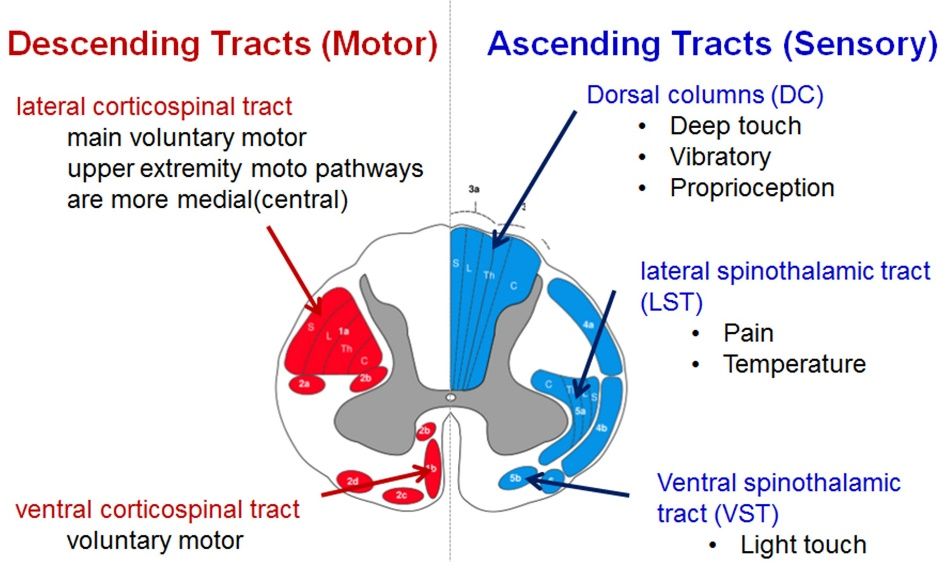 Descending Tracts (Motor)
Ascending Tracts (Sensory)
lateral corticospinal tract
main voluntary motor
upper extremity moto pathways
are more medial(central)
Dorsal columns (DC)
• Deep touch
• Vibratory
• Proprioception
3a
S L Th C
lateral spinothalamic tract
(LST)
• Pain
• Temperature
S L 1a Th C
2a 2b
4a
C S
5a
4b
2b
1b
2d
2c
5b
ventral corticospinal tract
voluntary motor
Ventral spinothalamic
tract (VST)
• Light touch